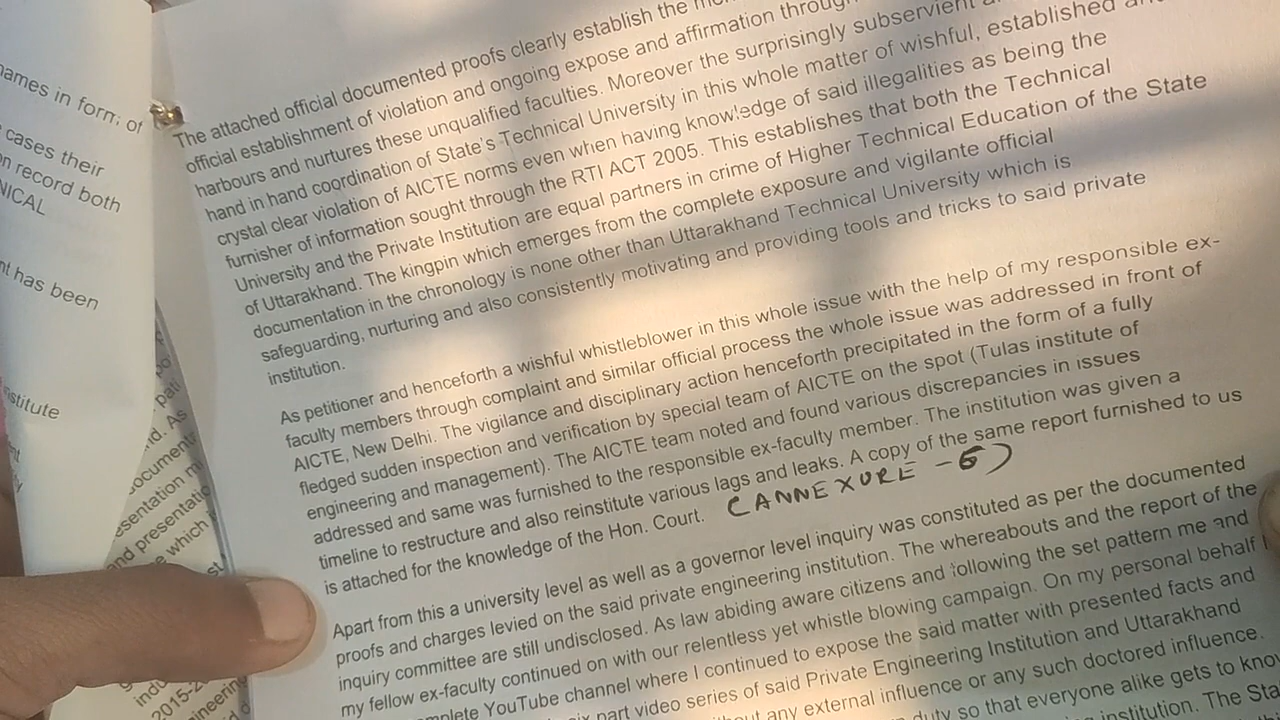 names in form; of
cases their
on record both
NICAL
nt has been
nstitute
The attached official documented proofs clearly establish the
official establishment of violation and ongoing expose and affirmation through
harbours and nurtures these unqualified faculties. Moreover the surprisingly subservient
hand in hand coordination of State's Technical University in this whole matter of wishful, established
crystal clear violation of AICTE norms even when having knowledge of said illegalities as being the
furnisher of information sought through the RTI ACT 2005. This establishes that both the Technical
University and the Private Institution are equal partners in crime of Higher Technical Education of the State
of Uttarakhand. The kingpin which emerges from the complete exposure and vigilante official
documentation in the chronology is none other than Uttarakhand Technical University which is
safeguarding, nurturing and also consistently motivating and providing tools and tricks to said private
institution.
As petitioner and henceforth a wishful whistleblower in this whole issue with the help of my responsible ex-
faculty members through complaint and similar official process the whole issue was addressed in front of
AICTE, New Delhi. The vigilance and disciplinary action henceforth precipitated in the form of a fully
fledged sudden inspection and verification by special team of AICTE on the spot (Tulas institute of
engineering and management). The AICTE team noted and found various discrepancies in issues
addressed and same was furnished to the responsible ex-faculty member. The institution was given a
timeline to restructure and also reinstitute various lags and leaks. A copy of the same report furnished to us
is attached for the knowledge of the Hon. Court. (ANNEXURE -6)
Apart from this a university level as well as a governor level inquiry was constituted as per the documented
proofs and charges levied on the said private engineering institution. The whereabouts and the report of the
inquiry committee are still undisclosed. As law abiding aware citizens and following the set pattern me and
my fellow ex-faculty continued on with our relentless yet whistle blowing campaign. On my personal behalf
YouTube channel where I continued to expose the said matter with presented facts and
part video series of said Private Engineering Institution and Uttarakhand
any external influence or any such doctored influence.
duty so that everyone alike gets to know
institution. The